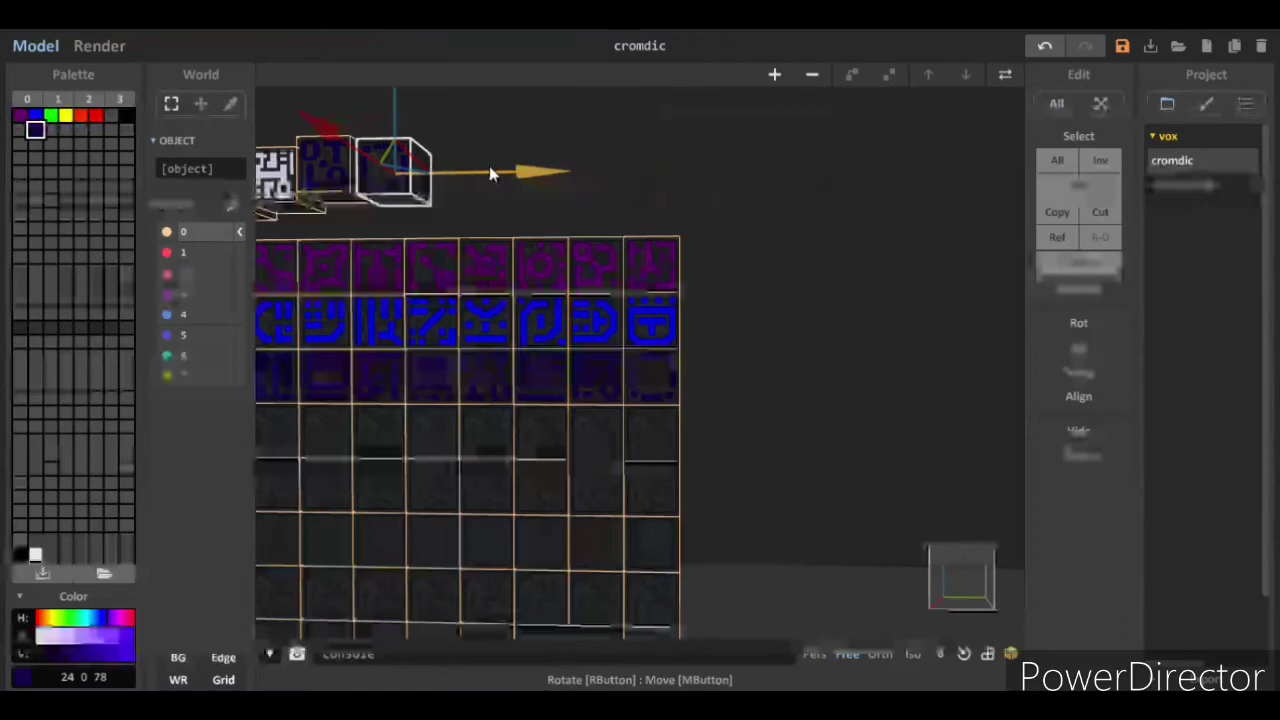 Model Render
cromdic
Palette
World
Edit
Project
0 1 2 3
All
OBJECT
Select
vox
[object]
All Inv
cromdic
Copy Cut
0
Ref R-D
1
4
5
6
Rot
Align
Color
H:
24 0 78
BG Edge
WR Grid
Console
Pers Free Orth Iso
Rotate [RButton] : Move [MButton]
PowerDirector